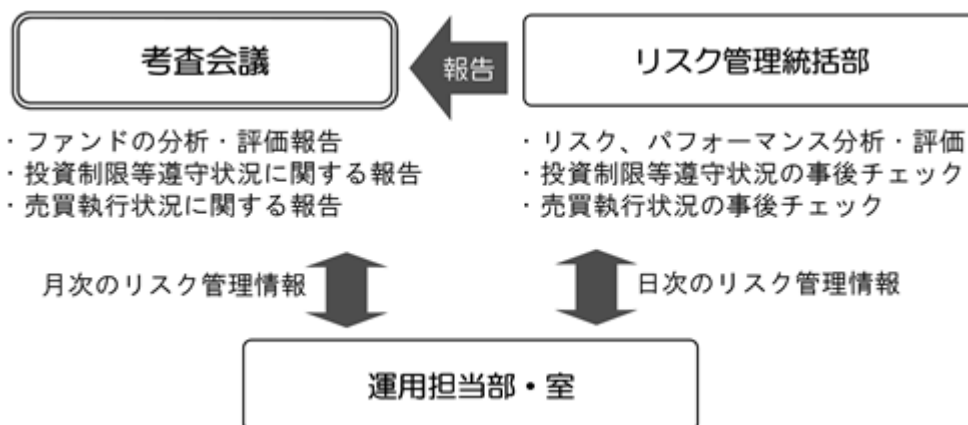 考査会議
報告
リスク管理統括部
・ファンドの分析・評価報告
・投資制限等遵守状況に関する報告
・売買執行状況に関する報告
・リスク、パフォーマンス分析・評価
・投資制限等遵守状況の事後チェック
・売買執行状況の事後チェック
月次のリスク管理情報
日次のリスク管理情報
運用担当部・室